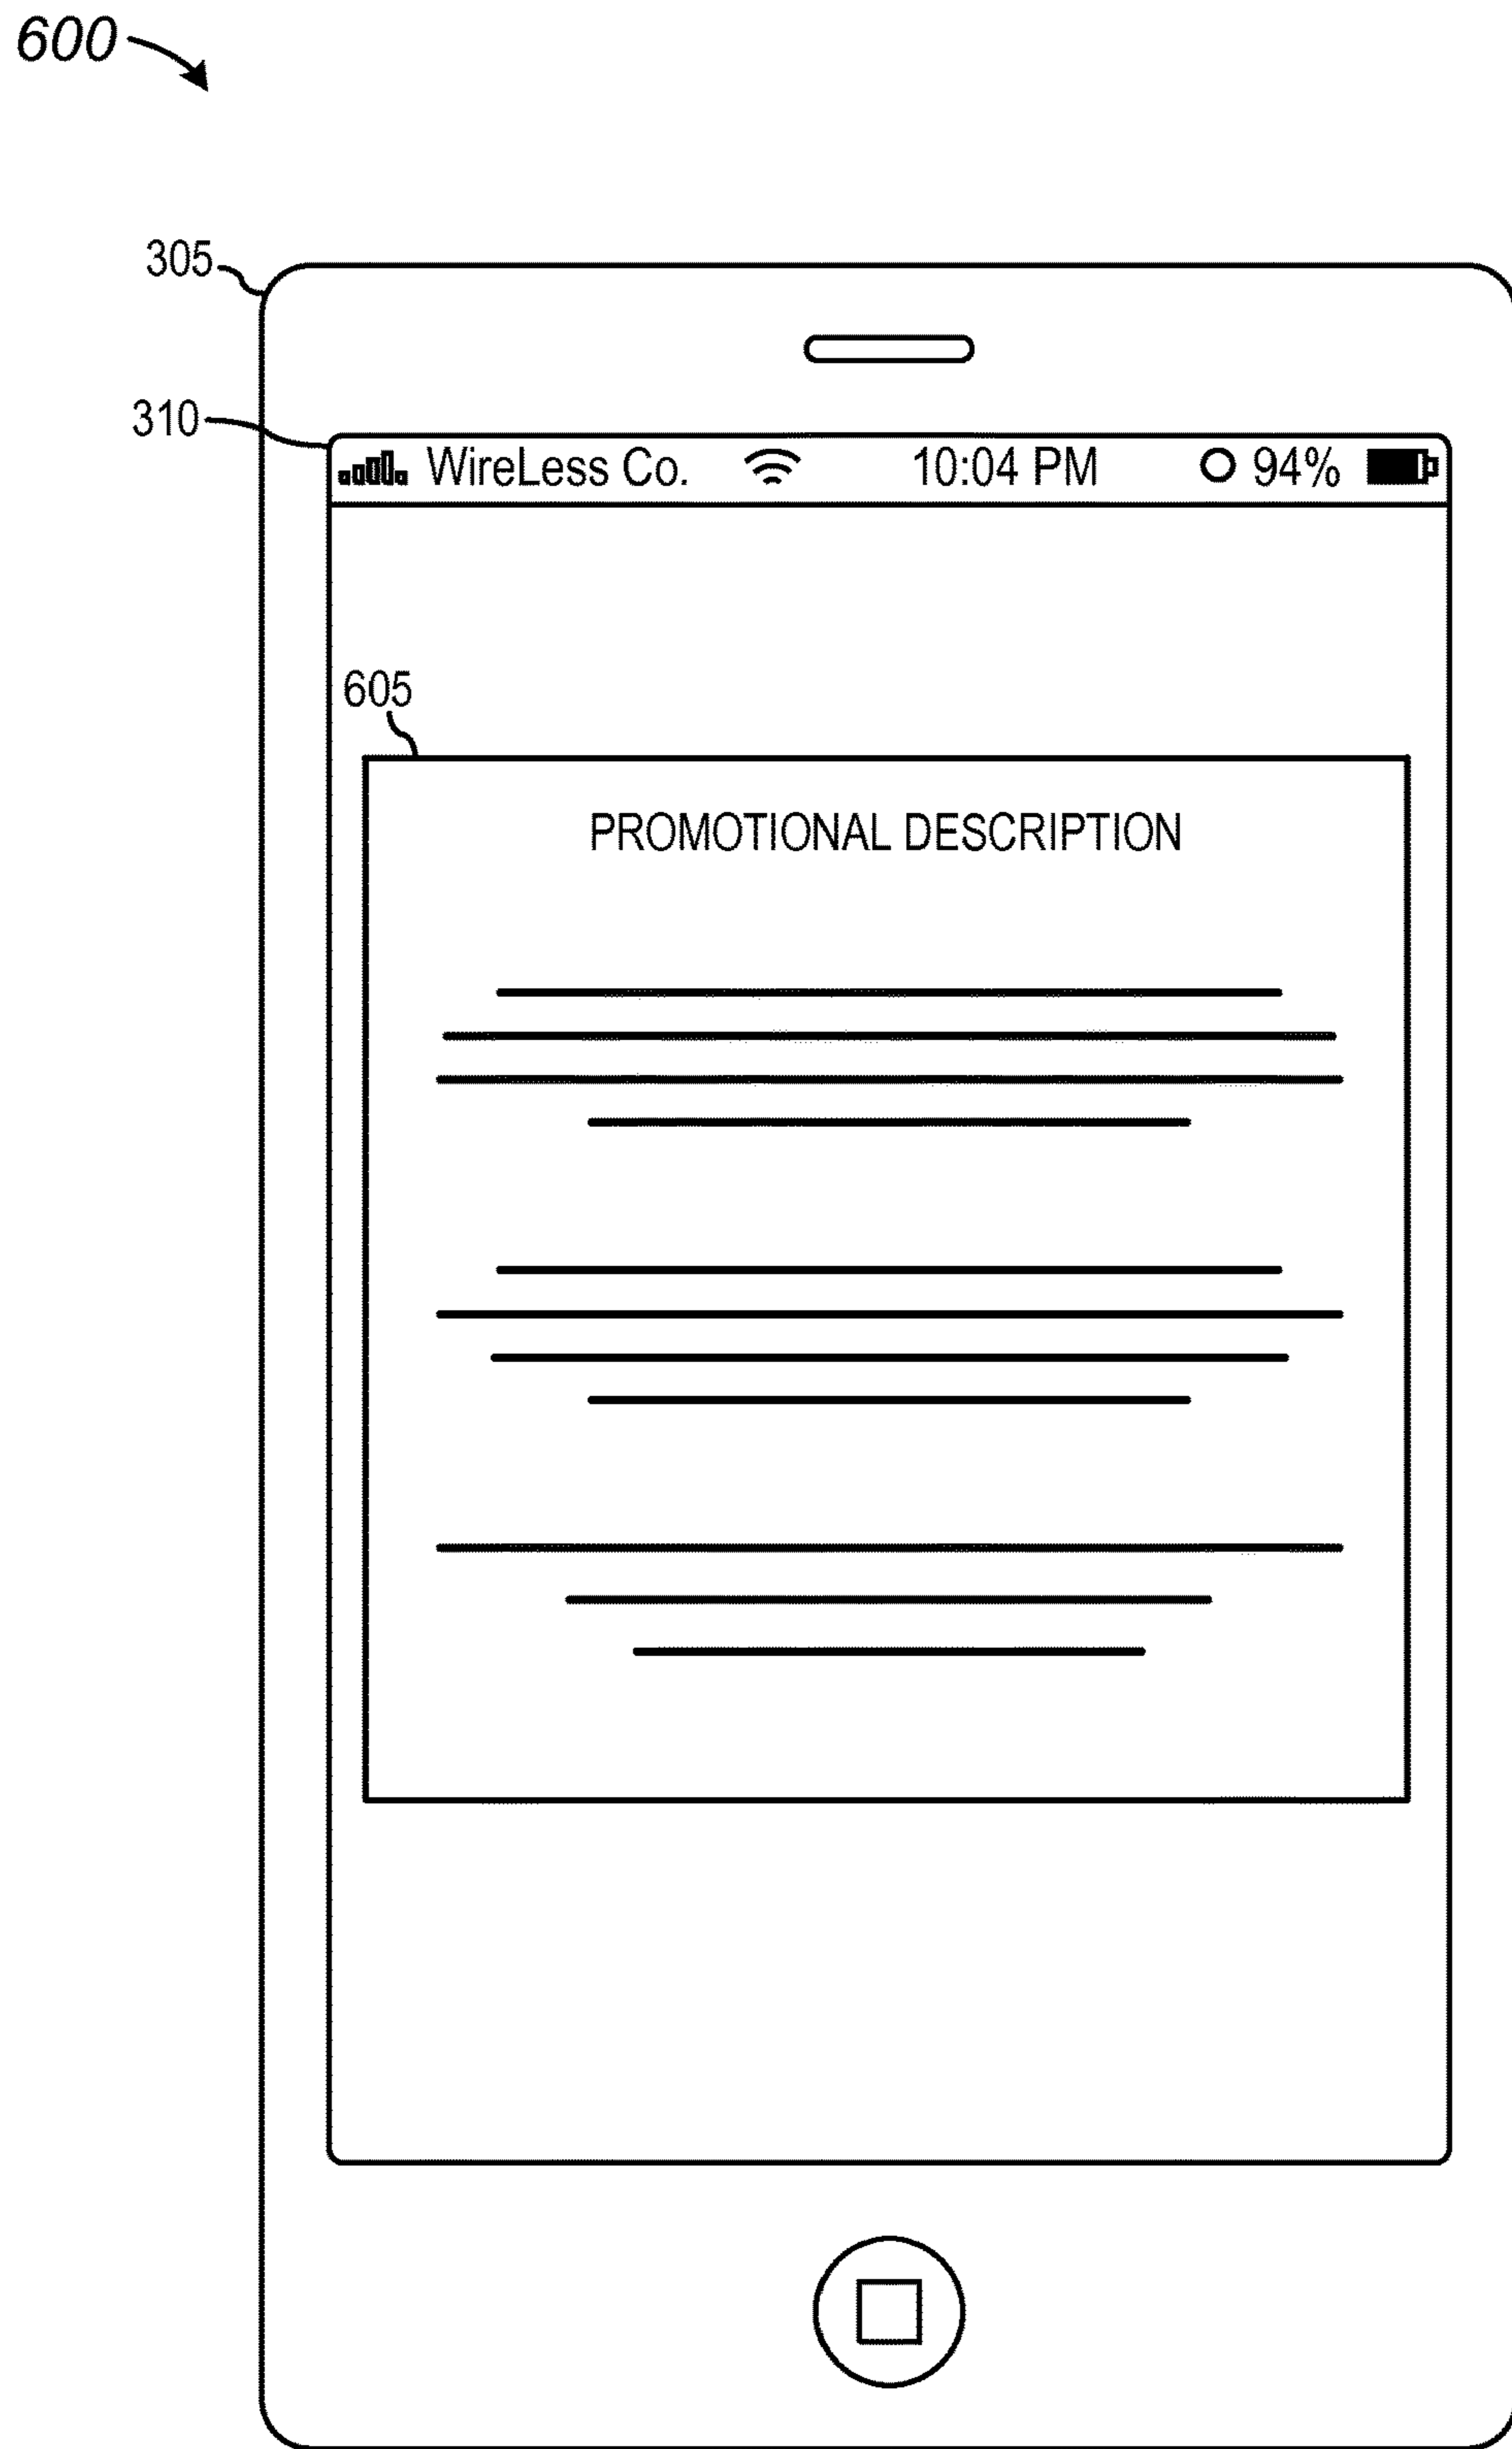 600
305
310
WireLess Co. 10:04 PM 94%
605
PROMOTIONAL DESCRIPTION